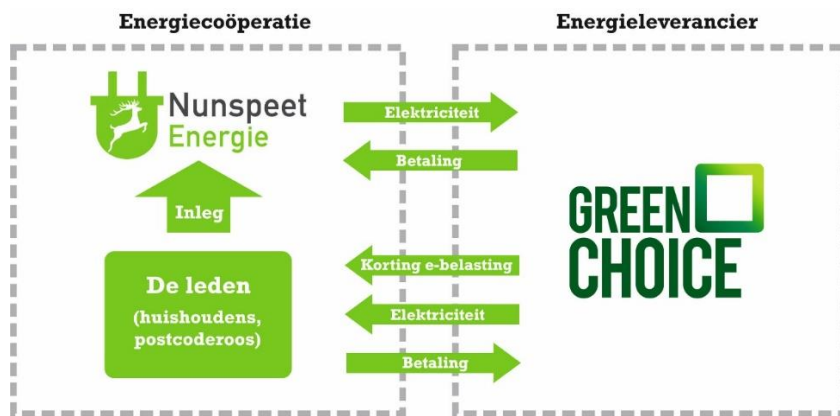 Energiecoöperatie
Energieleverancier
Nunspeet
Energie
Elektriciteit
Betaling
Inleg
GREEN
CHOICE
De leden
(huishoudens,
postcoderoos)
Korting e-belasting
Elektriciteit
Betaling